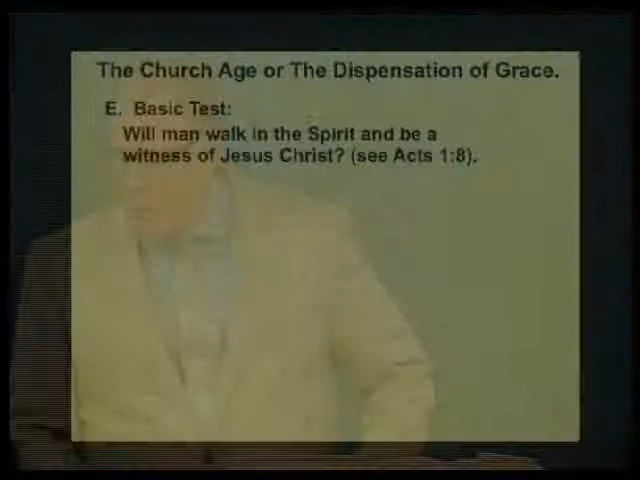 The Church Age or The Dispensation of Grace.
E. Basic Test:
Will man walk in the Spirit and be a
witness of Jesus Christ? (see Acts 1:8).